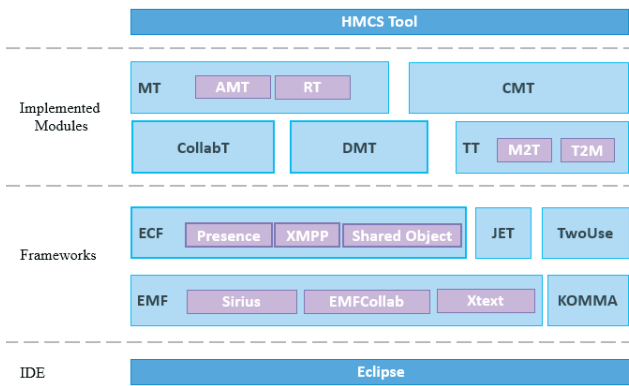 HMCS Tool
Implemented
Modules
MT AMT RT CMT
CollabT DMT TT M2T T2M
Frameworks
ECF Presence XMPP Shared Object JET TwoUse
EMF Sirius EMFCollab Xtext KOMMA
IDE Eclipse